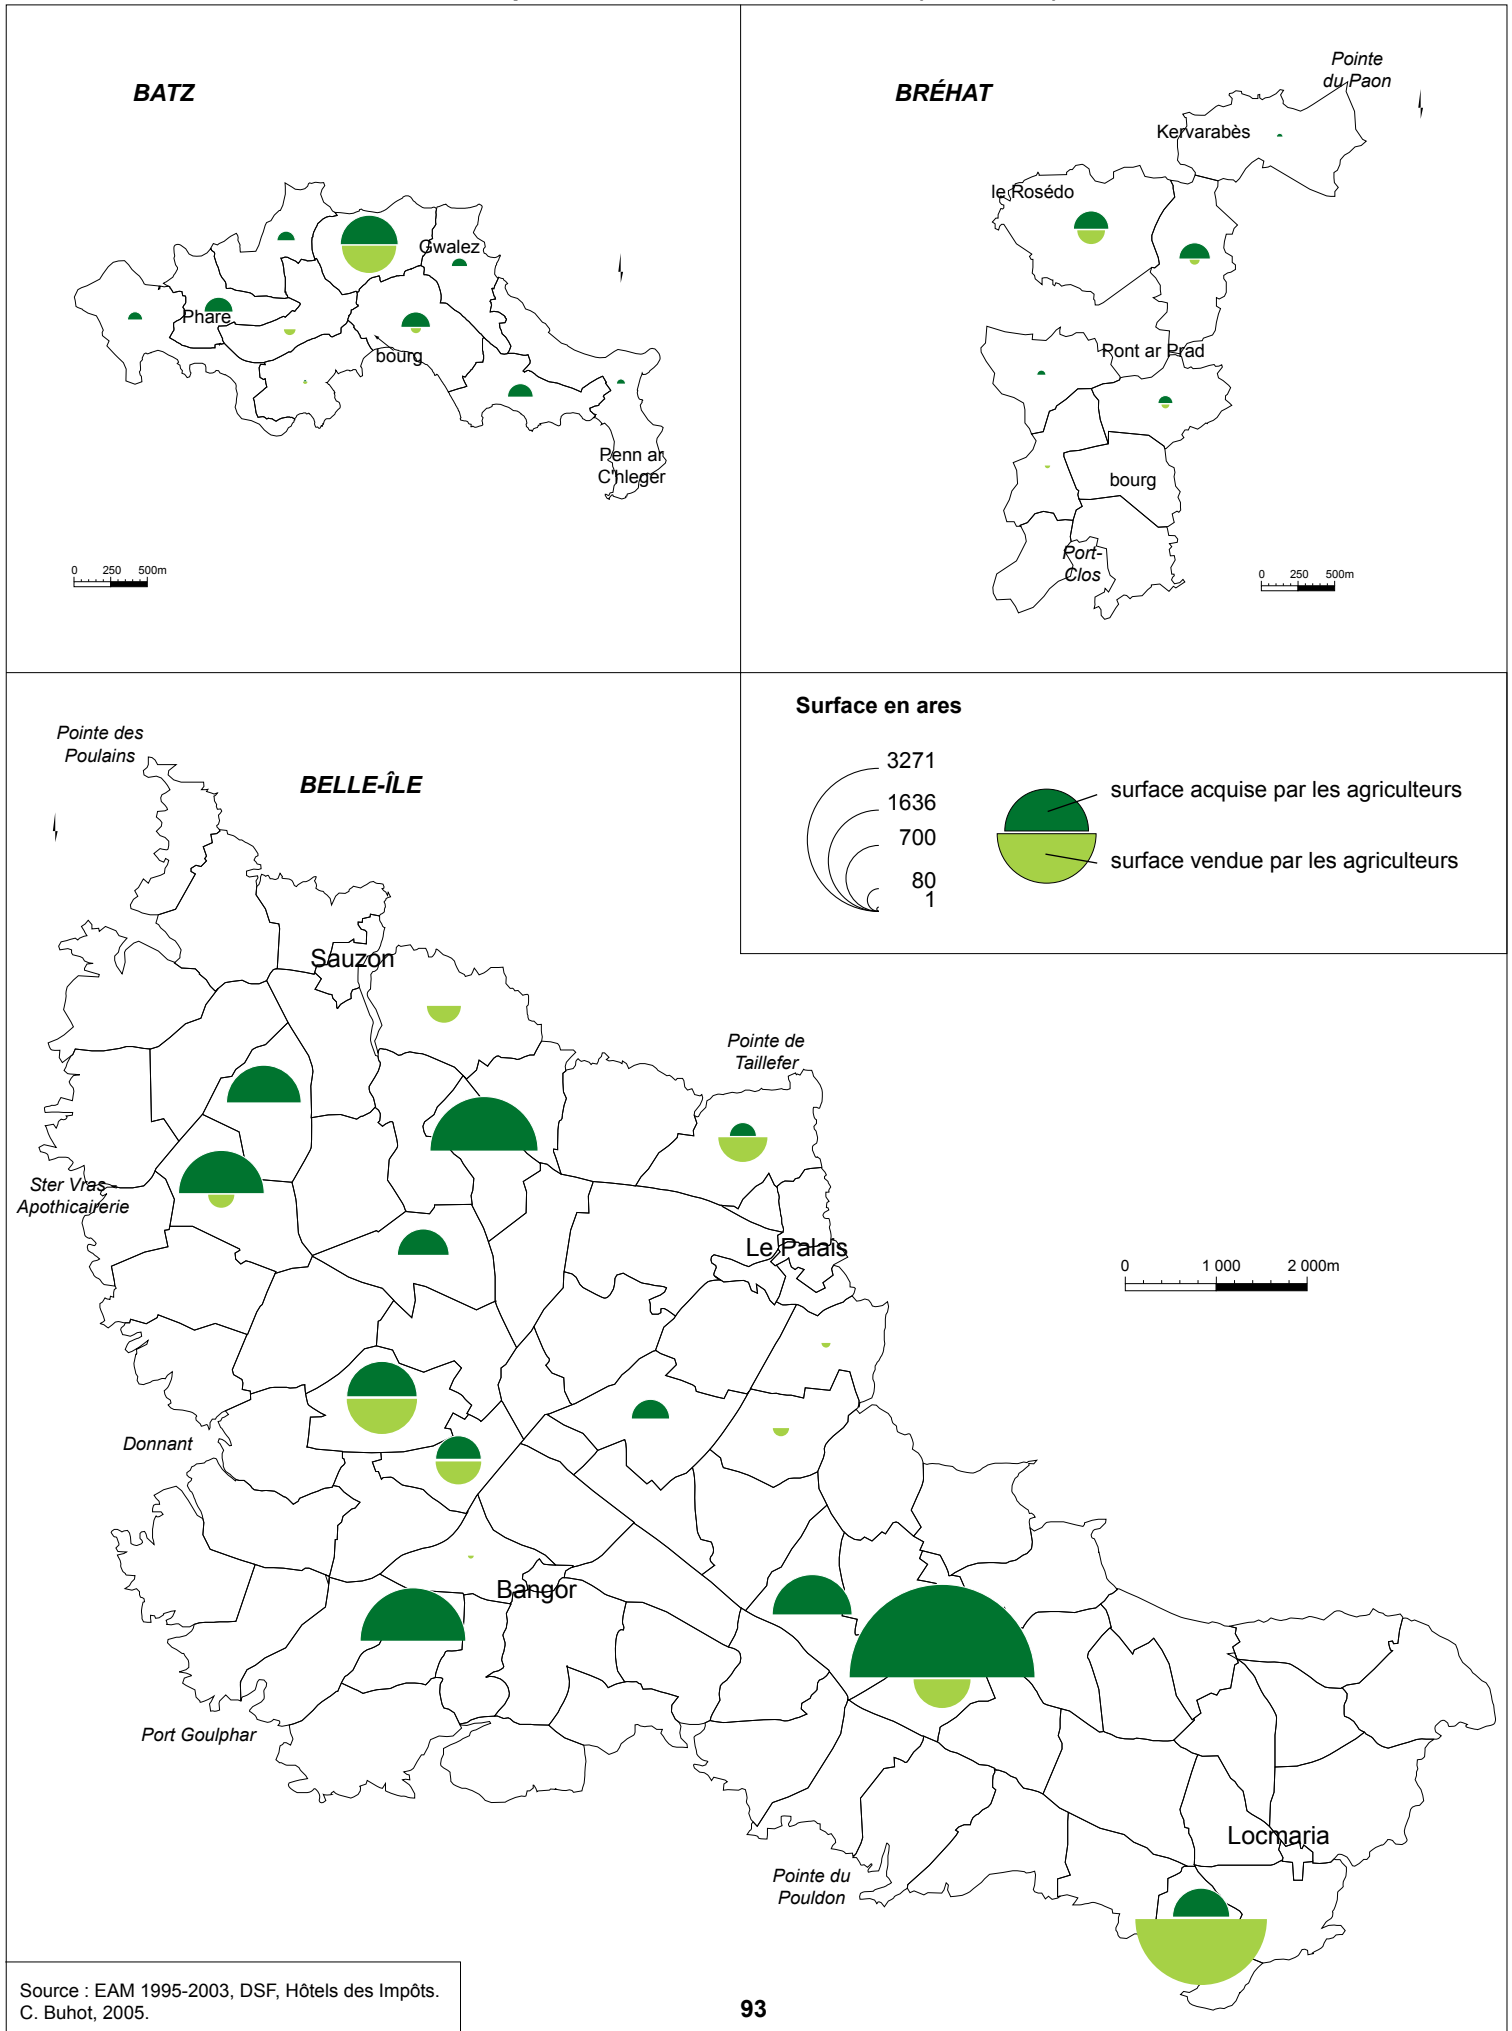 BATZ
Gwalez
Phare
bourg
Penn ar
C'hleger
0 250 500m
BRÉHAT
Pointe
du Paon
Kervarabès
le Rosédo
Pont ar Prad
bourg
Port-
Clos
0 250 500m
Surface en ares
3271
1636
700
80
1
surface acquise par les agriculteurs
surface vendue par les agriculteurs
Pointe des
Poulains
BELLE-ÎLE
Sauzon
Pointe de
Taillefer
Ster Vras -
Apothicairerie
Le Palais
0 1 000 2 000m
Donnant
Bangor
Port Goulphar
Locmaria
Pointe du
Pouldon
Source : EAM 1995-2003, DSF, Hôtels des Impôts.
C. Buhot, 2005.
93